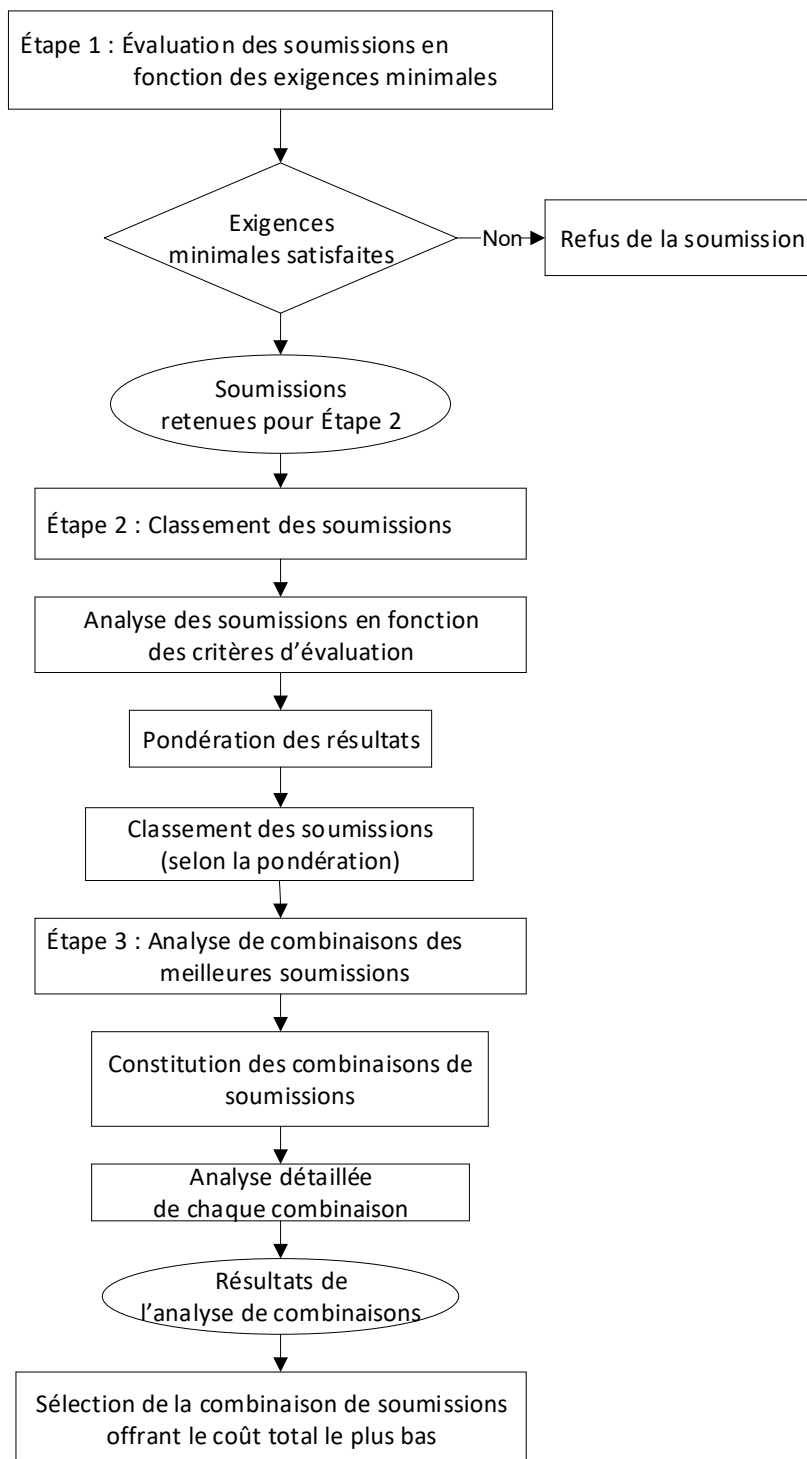 Étape 1 : Évaluation des soumissions en
fonction des exigences minimales
Exigences
minimales satisfaites
Non
Refus de la soumission
Soumissions
retenues pour Étape 2
Étape 2 : Classement des soumissions
Analyse des soumissions en fonction
des critères d’évaluation
Pondération des résultats
Classement des soumissions
(selon la pondération)
Étape 3 : Analyse de combinaisons des
meilleures soumissions
Constitution des combinaisons de
soumissions
Analyse détaillée
de chaque combinaison
Résultats de
l’analyse de combinaisons
Sélection de la combinaison de soumissions
offrant le coût total le plus bas